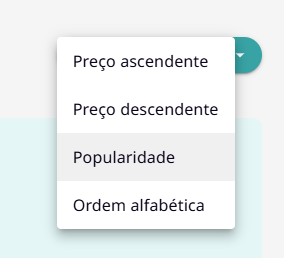 Preço ascendente
Preço descendente
Popularidade
Ordem alfabética